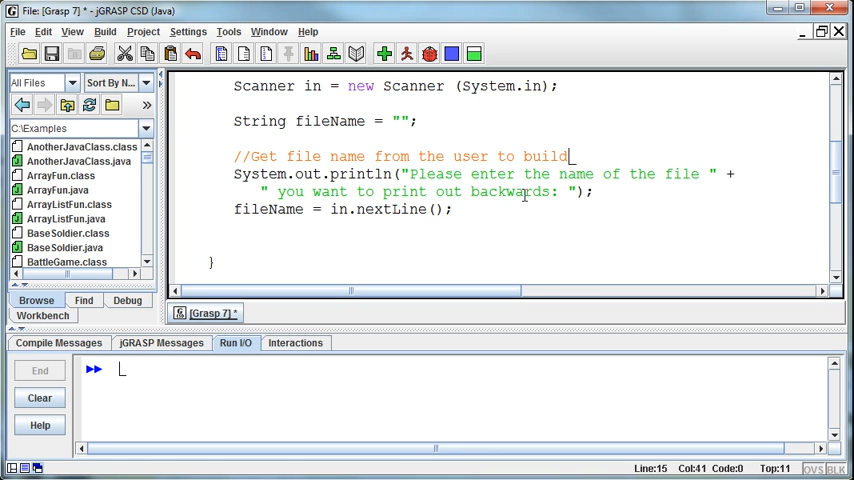 File: [Grasp 7] * - jGRASP CSD (Java)
File Edit View Build Project Settings Tools Window Help
All Files Sort By N...
C:\Examples
AnotherJavaClass.class
AnotherJavaClass.java
ArrayFun.class
ArrayFun.java
ArrayListFun.class
ArrayListFun.java
BaseSoldier.class
BaseSoldier.java
BattleGame.class
Browse Find Debug
Workbench
Scanner in = new Scanner (System.in);
String fileName = "";
//Get file name from the user to build
System.out.println("Please enter the name of the file " +
" you want to print out backwards: ");
fileName = in.nextLine();
}
[Grasp 7] *
Compile Messages jGRASP Messages Run I/O Interactions
End
Clear
Help
Line:15 Col:41 Code:0 Top:11 OVS BLK